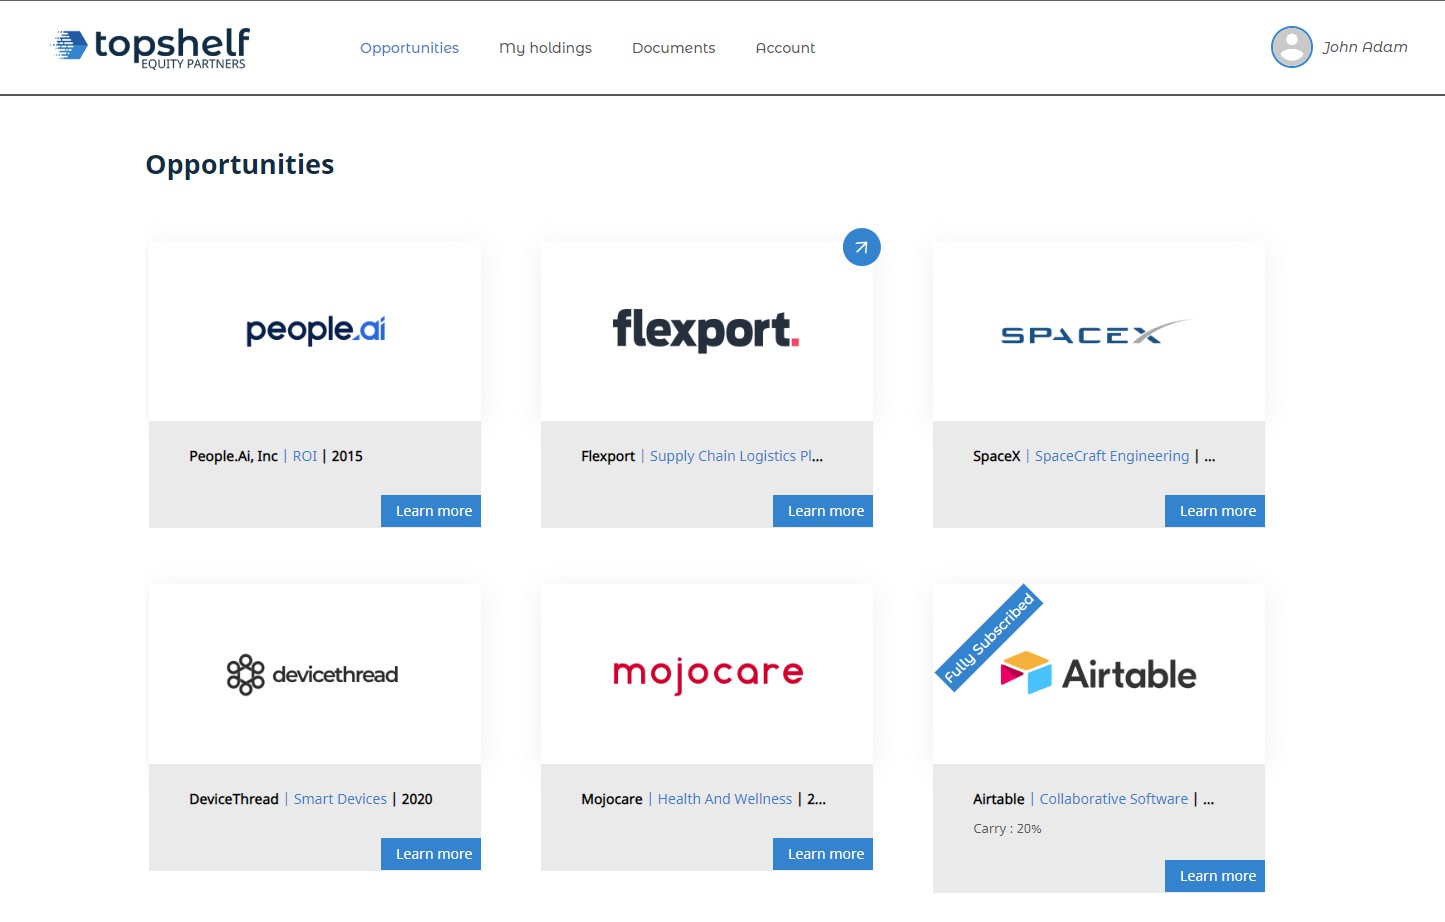 topshelf
EQUITY PARTNERS
Opportunities
My holdings
Documents
Account
John Adam
Opportunities
people.ai
flexport.
SPACEX
People.Ai, Inc | ROI | 2015
Flexport | Supply Chain Logistics Pl...
SpaceX | SpaceCraft Engineering | ...
Learn more
Learn more
Learn more
devicethread
mojocare
Fully Subscribed
Airtable
DeviceThread | Smart Devices | 2020
Mojocare | Health And Wellness | 2...
Airtable | Collaborative Software | ...
Carry : 20%
Learn more
Learn more
Learn more